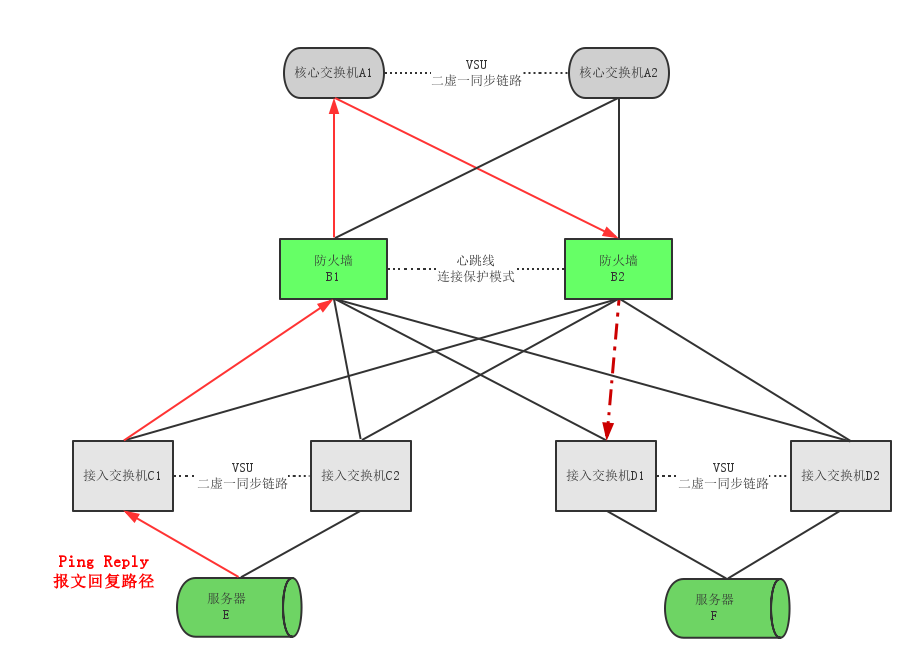 核心交换机A1
VSU
二虚一同步链路
核心交换机A2
防火墙
B1
心跳线
连接保护模式
防火墙
B2
接入交换机C1
VSU
二虚一同步链路
接入交换机C2
接入交换机D1
VSU
二虚一同步链路
接入交换机D2
Ping Reply
报文回复路径
服务器
E
服务器
F